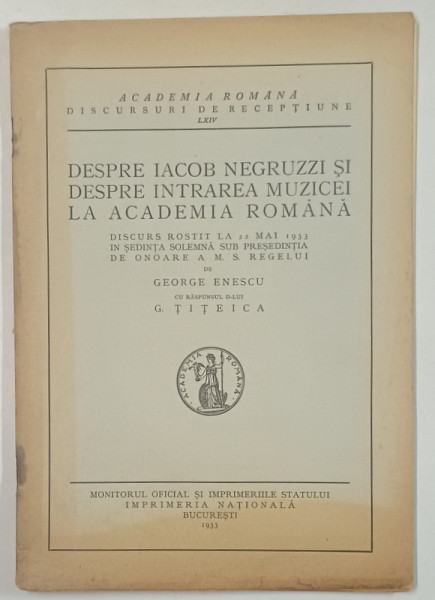 ACADEMIA ROMÂNĂ
DISCURSURI DE RECEPȚIUNE
LXIV
DESPRE IACOB NEGRUZZI ȘI
DESPRE INTRAREA MUZICEI
LA ACADEMIA ROMÂNĂ
DISCURS ROSTIT LA 22 MAI 1933
IN ȘEDINȚA SOLEMNĂ SUB PREȘEDINȚIA
DE ONOARE A M. S. REGELUI
DE
GEORGE ENESCU
CU RĂSPUNSUL D-LUI
G. ȚIȚEICA
ACADEMIA ROMÂNĂ
MONITORUL OFICIAL ȘI IMPRIMERIILE STATULUI
IMPRIMERIA NAȚIONALĂ
BUCUREȘTI
1933